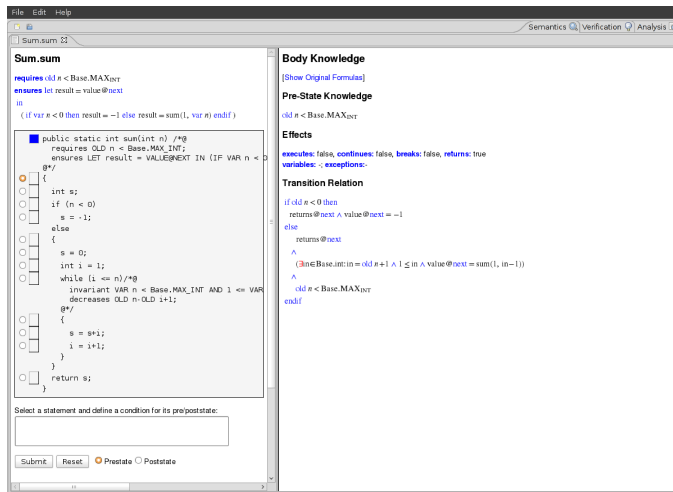 File Edit Help
Semantics Verification Analysis
Sum.sum
Sum.sum
requires old n < Base.MAX_INT
ensures let result = value@next
in
( if var n < 0 then result = −1 else result = sum(1, var n) endif )
public static int sum(int n) /*@
requires OLD n < Base.MAX_INT;
ensures LET result = VALUE@NEXT IN (IF VAR n < 0
@*/
{
int s;
if (n < 0)
s = -1;
else
{
s = 0;
int i = 1;
while (i <= n)/*@
invariant VAR n < Base.MAX_INT AND 1 <= VAR
decreases OLD n-OLD i+1;
@*/
{
s = s+i;
i = i+1;
}
}
return s;
}
Select a statement and define a condition for its pre/poststate:
Submit Reset Prestate Poststate
Body Knowledge
[Show Original Formulas]
Pre-State Knowledge
old n < Base.MAX_INT
Effects
executes: false, continues: false, breaks: false, returns: true
variables: -; exceptions:-
Transition Relation
if old n < 0 then
returns@next ∧ value@next = −1
else
returns@next
∧
(∃in∈Base.int: in = old n+1 ∧ 1 ≤ in ∧ value@next = sum(1, in−1))
∧
old n < Base.MAX_INT
endif